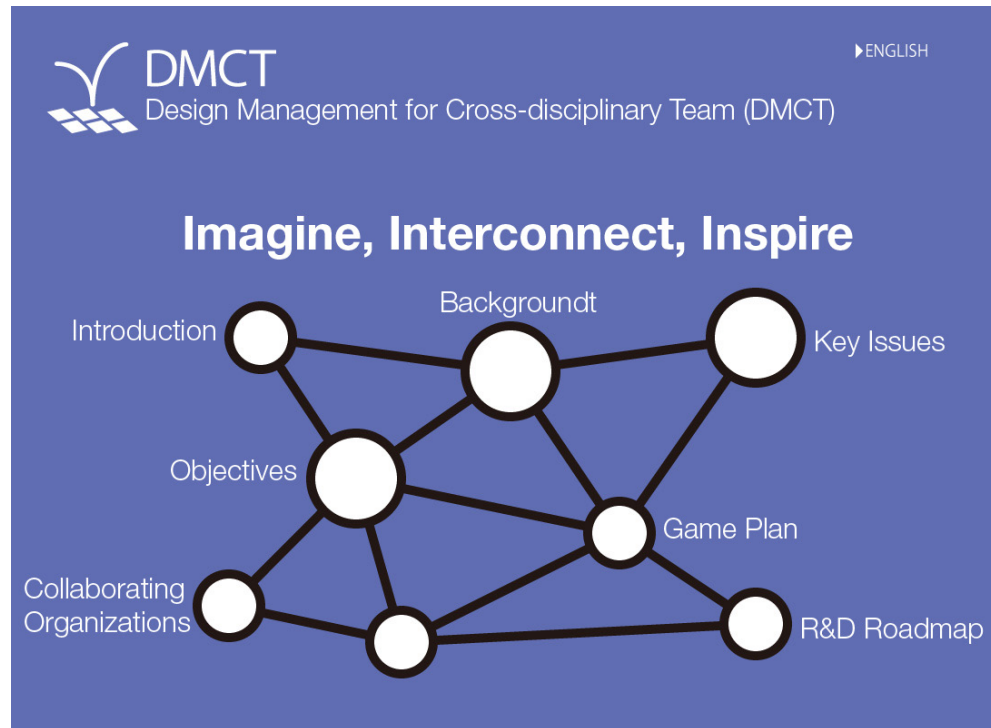 DMCT
ENGLISH
Design Management for Cross-disciplinary Team (DMCT)
Imagine, Interconnect, Inspire
Backgroundt
Introduction
Key Issues
Objectives
Game Plan
Collaborating
Organizations
R&D Roadmap